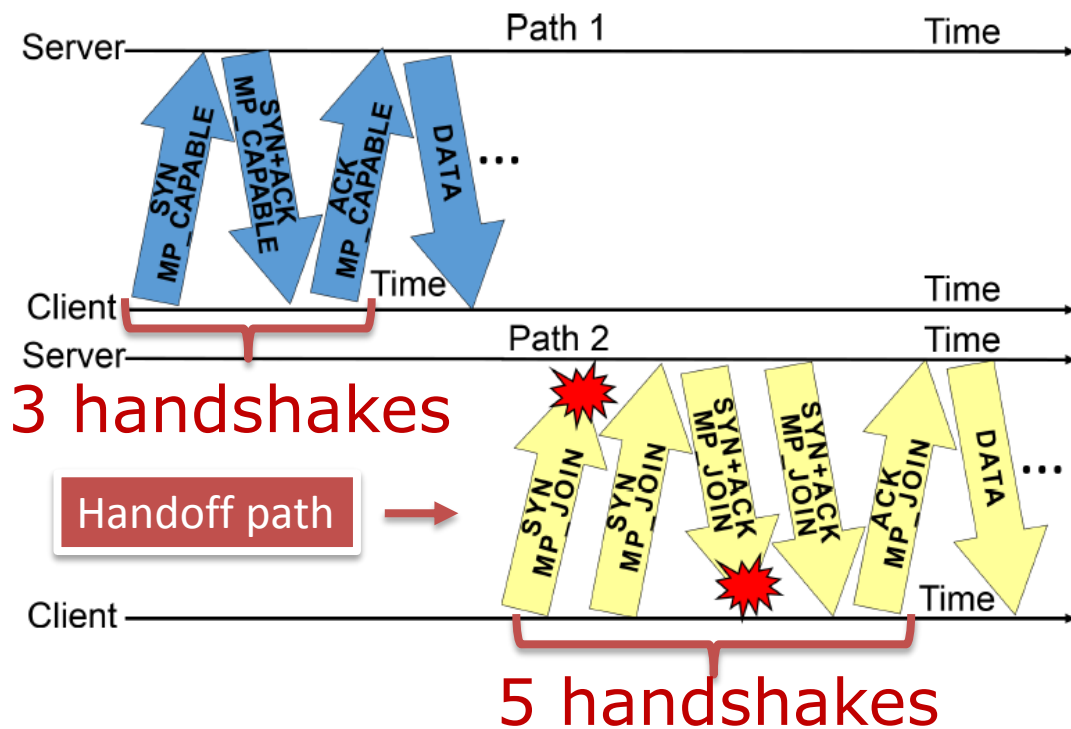 Path 1
Server
Time
SYN
MP_CAPABLE
SYN+ACK
MP_CAPABLE
ACK
MP_CAPABLE
DATA
...
Time
Client
Time
Server
Path 2
Time
3 handshakes
Handoff path
SYN
MP_JOIN
SYN
MP_JOIN
SYN+ACK
MP_JOIN
SYN+ACK
MP_JOIN
ACK
MP_JOIN
DATA
...
Client
Time
5 handshakes